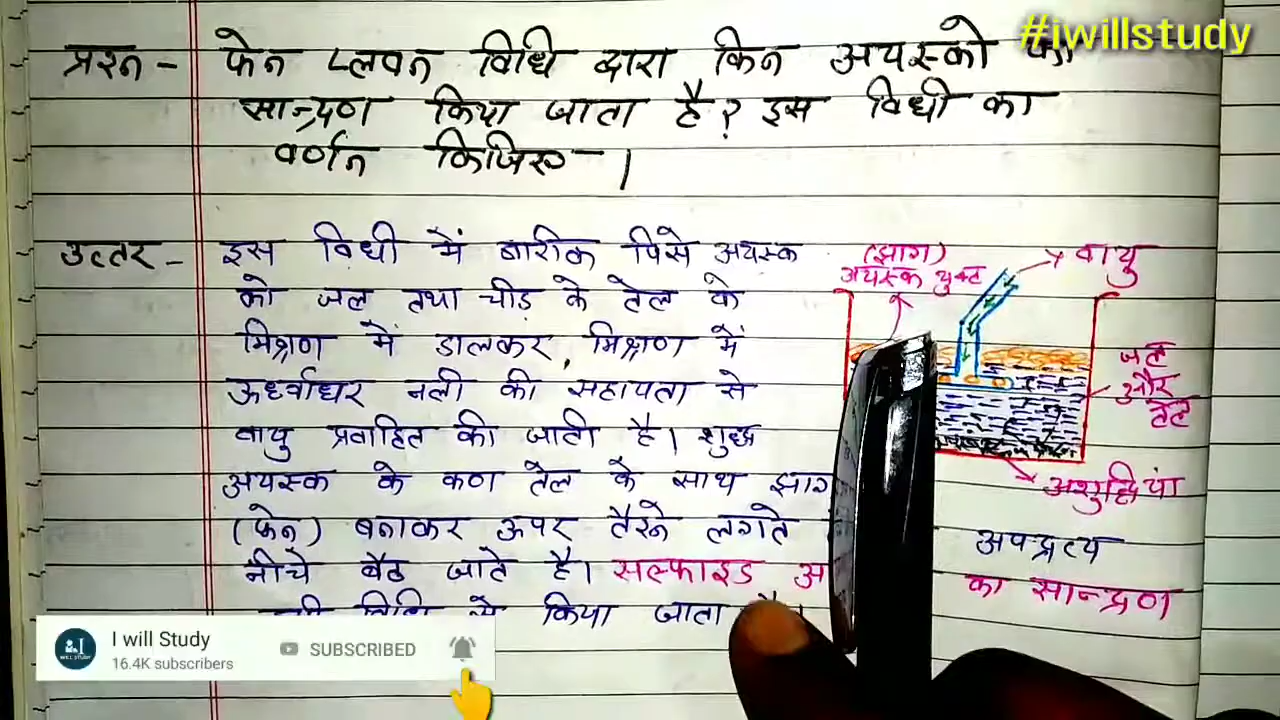 #iwillstudy
प्रश्न - फेन प्लवन विधि द्वारा किन अयस्को का
सान्द्रण किया जाता है? इस विधी का
वर्णन किजिए - ।
उत्तर - इस विधी में बारीक पिसे अयस्क
को जल तथा चीड़ के तेल के
मिश्रण में डालकर, मिश्रण में
ऊर्ध्वाधर नली की सहायता से
वायु प्रवाहित की जाती है। शुद्ध
अयस्क के कण तेल के साथ झाग
(फेन) बनाकर ऊपर तैरने लगते
अपद्रव्य
नीचे बैठ जाते है। सल्फाइड अ
का सान्द्रण
विधि से किया जाता है।
(झाग)
अयस्क युक्त
वायु
जल
और
तेल
अशुद्धियां
I will Study
16.4K subscribers
SUBSCRIBED